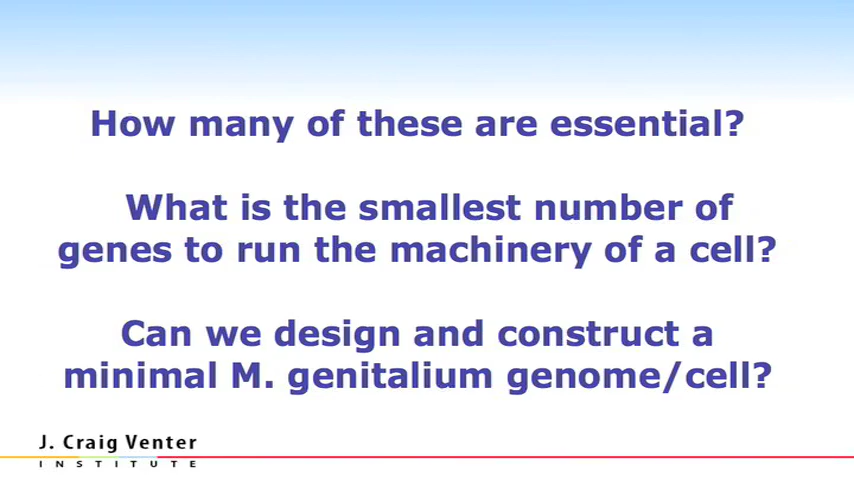 How many of these are essential?
What is the smallest number of
genes to run the machinery of a cell?
Can we design and construct a
minimal M. genitalium genome/cell?
J. Craig Venter
INSTITUTE